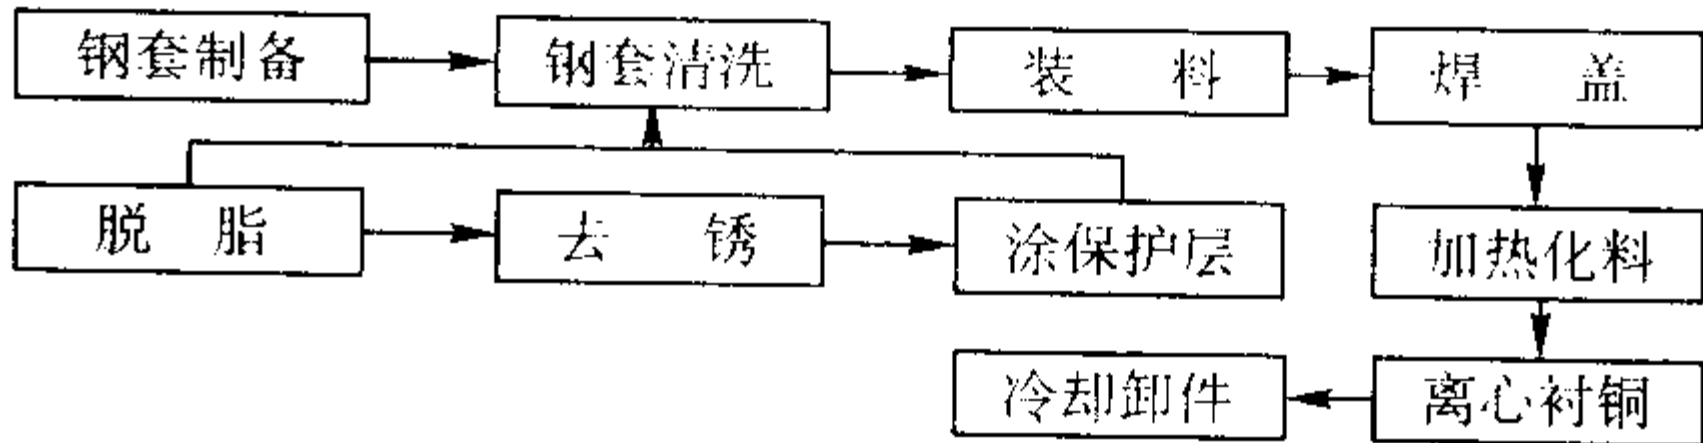 钢套制备
钢套清洗
装料
焊盖
脱脂
去锈
涂保护层
加热化料
冷却卸件
离心衬铜